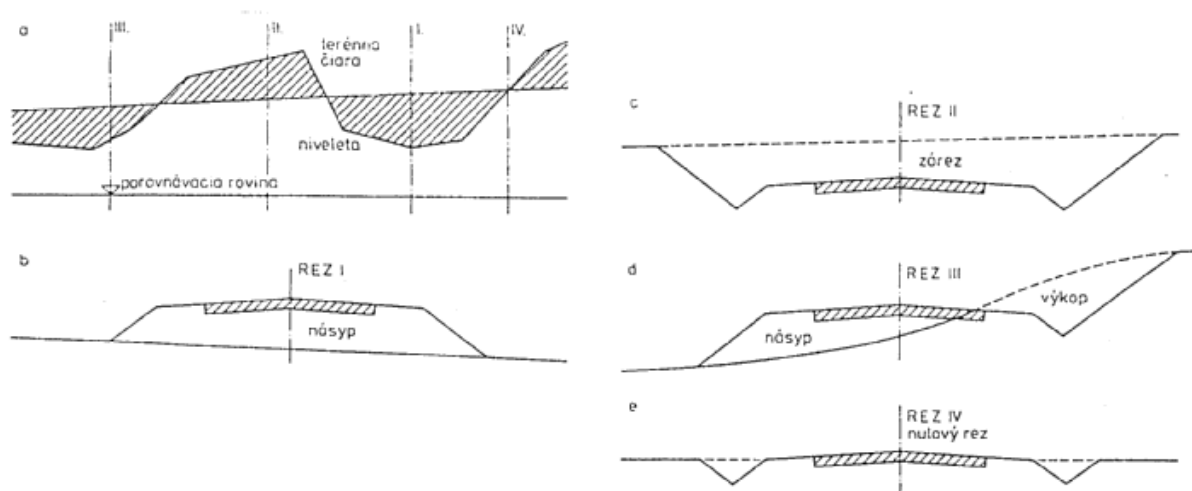 a
III.
II.
I.
IV.
terénna
čiara
niveleta
porovnávacia rovina
b
REZ I
násyp
c
REZ II
zárez
d
REZ III
výkop
násyp
e
REZ IV
nulový rez